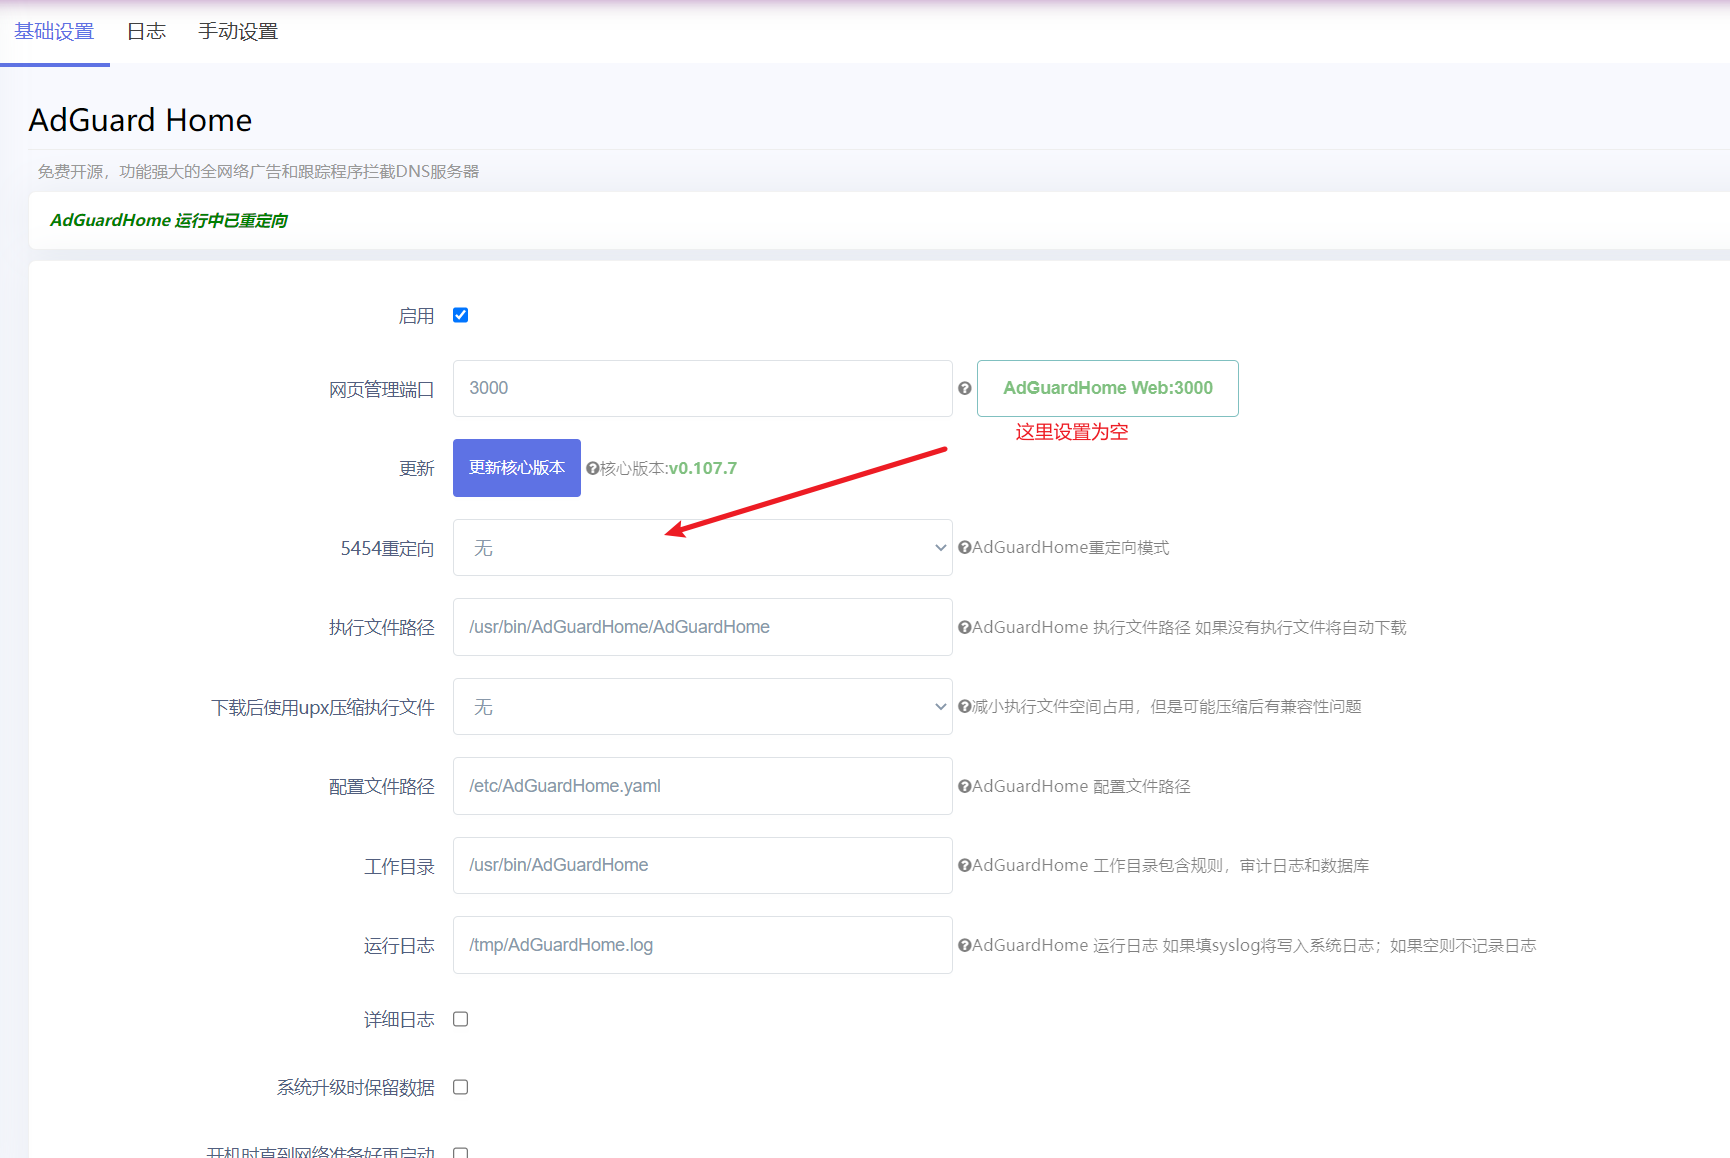 基础设置 日志 手动设置
AdGuard Home
免费开源，功能强大的全网络广告和跟踪程序拦截DNS服务器
AdGuardHome 运行中已重定向
启用
网页管理端口 3000 AdGuardHome Web:3000
这里设置为空
更新 更新核心版本 核心版本:v0.107.7
5454重定向 无 AdGuardHome重定向模式
执行文件路径 /usr/bin/AdGuardHome/AdGuardHome AdGuardHome 执行文件路径 如果没有执行文件将自动下载
下载后使用upx压缩执行文件 无 减小执行文件空间占用，但是可能压缩后有兼容性问题
配置文件路径 /etc/AdGuardHome.yaml AdGuardHome 配置文件路径
工作目录 /usr/bin/AdGuardHome AdGuardHome 工作目录包含规则，审计日志和数据库
运行日志 /tmp/AdGuardHome.log AdGuardHome 运行日志 如果填syslog将写入系统日志；如果空则不记录日志
详细日志
系统升级时保留数据
开机时直到网络准备好再启动